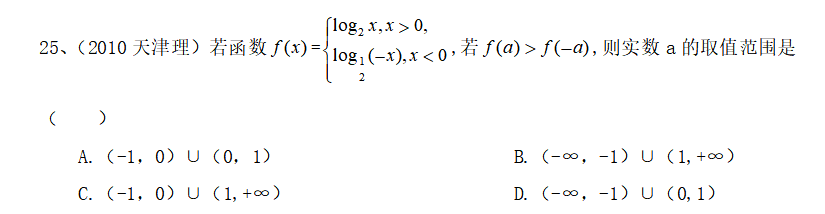 25、（2010 天津理）若函数 f(x)={log₂ x, x > 0, log_{1/2}(−x), x < 0 , 若 f(a) > f(−a), 则实数 a 的取值范围是
（    ）
A.（-1，0）∪（0，1） B.（-∞，-1）∪（1,+∞）
C.（-1，0）∪（1,+∞） D.（-∞，-1）∪（0,1）